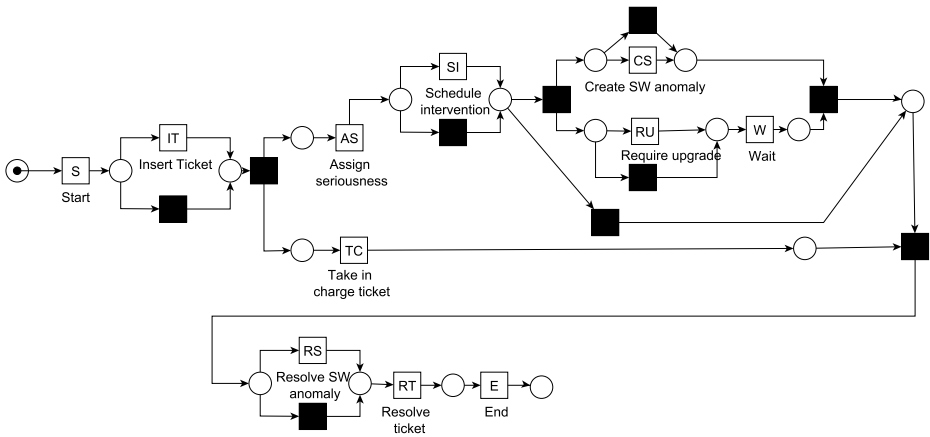 SI
Schedule
intervention
CS
Create SW anomaly
IT
Insert Ticket
AS
Assign
seriousness
RU
Require upgrade
W
Wait
S
Start
TC
Take in
charge ticket
RS
Resolve SW
anomaly
RT
Resolve
ticket
E
End